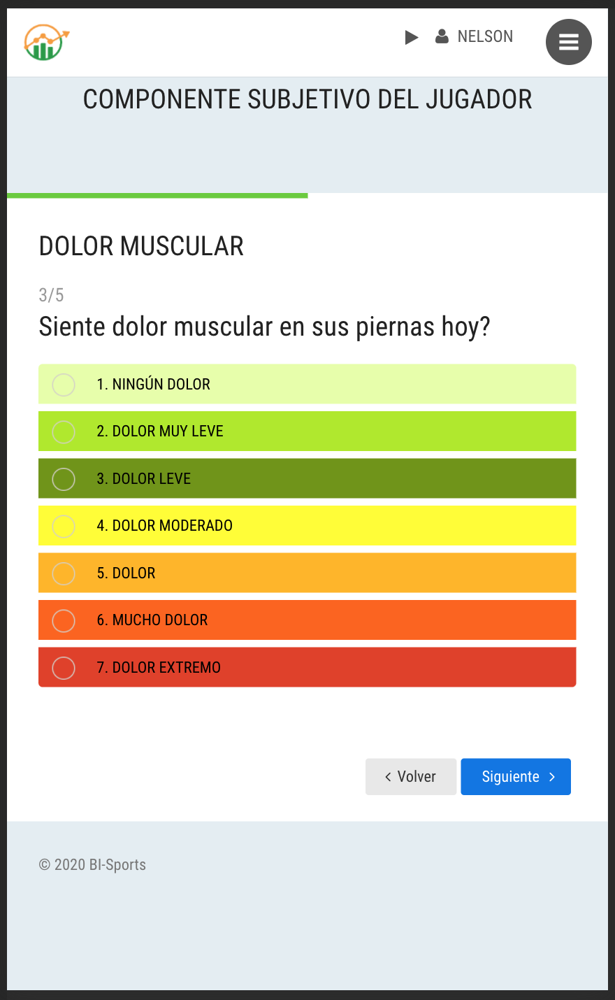 NELSON
COMPONENTE SUBJETIVO DEL JUGADOR
DOLOR MUSCULAR
3/5
Siente dolor muscular en sus piernas hoy?
1. NINGÚN DOLOR
2. DOLOR MUY LEVE
3. DOLOR LEVE
4. DOLOR MODERADO
5. DOLOR
6. MUCHO DOLOR
7. DOLOR EXTREMO
Volver Siguiente
© 2020 BI-Sports